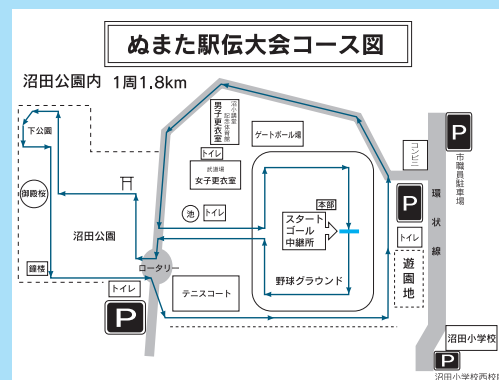 ぬまた駅伝大会コース図
沼田公園内 1周1.8km
下公園
御殿桜
沼田公園
鐘楼
トイレ
P
ロータリー
男子更衣室
トイレ
武道場
女子更衣室
池
トイレ
ゲートボール場
本部
スタート
ゴール
中継所
野球グラウンド
テニスコート
コンビニ
P
トイレ
遊園地
環状線
P
市職員駐車場
沼田小学校
P
沼田小学校西校庭